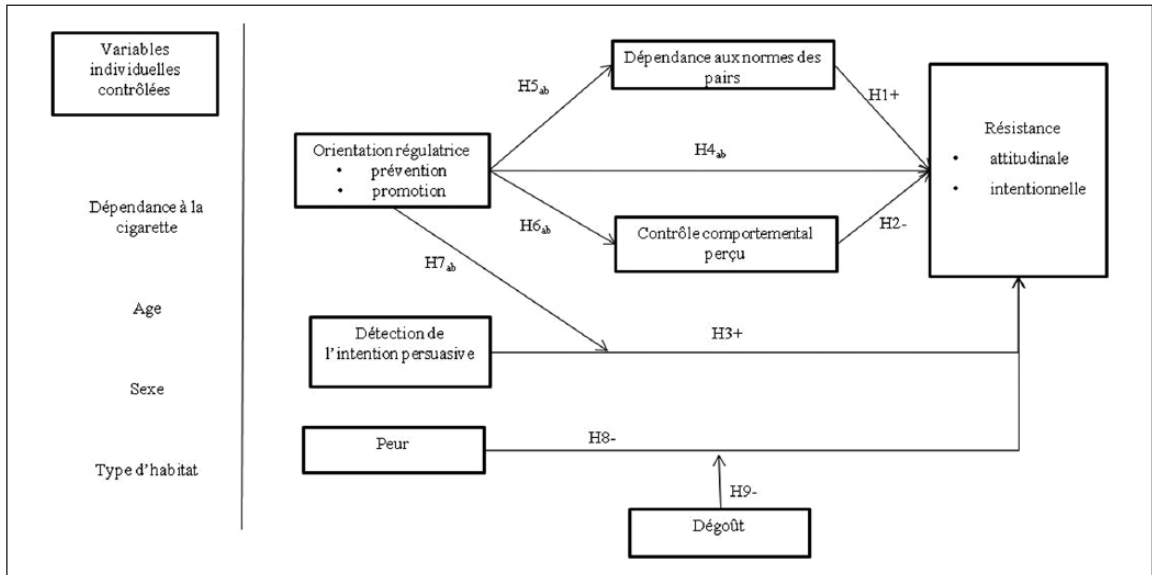 Variables
individuelles
contrôlées
Dépendance à la
cigarette
Age
Sexe
Type d'habitat
Orientation régulatrice
• prévention
• promotion
H5ab
Dépendance aux normes des
pairs
H1+
H4ab
H6ab
Contrôle comportemental
perçu
H2-
Résistance
• attitudinale
• intentionnelle
H7ab
Détection de
l'intention persuasive
H3+
Peur
H8-
H9-
Dégoût